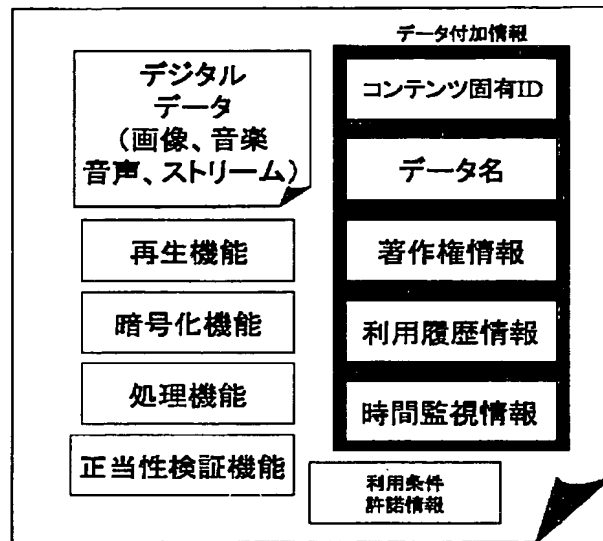 デジタル
データ
(画像、音楽
音声、ストリーム)
再生機能
暗号化機能
処理機能
正当性検証機能
データ付加情報
コンテンツ固有ID
データ名
著作権情報
利用履歴情報
時間監視情報
利用条件
許諾情報